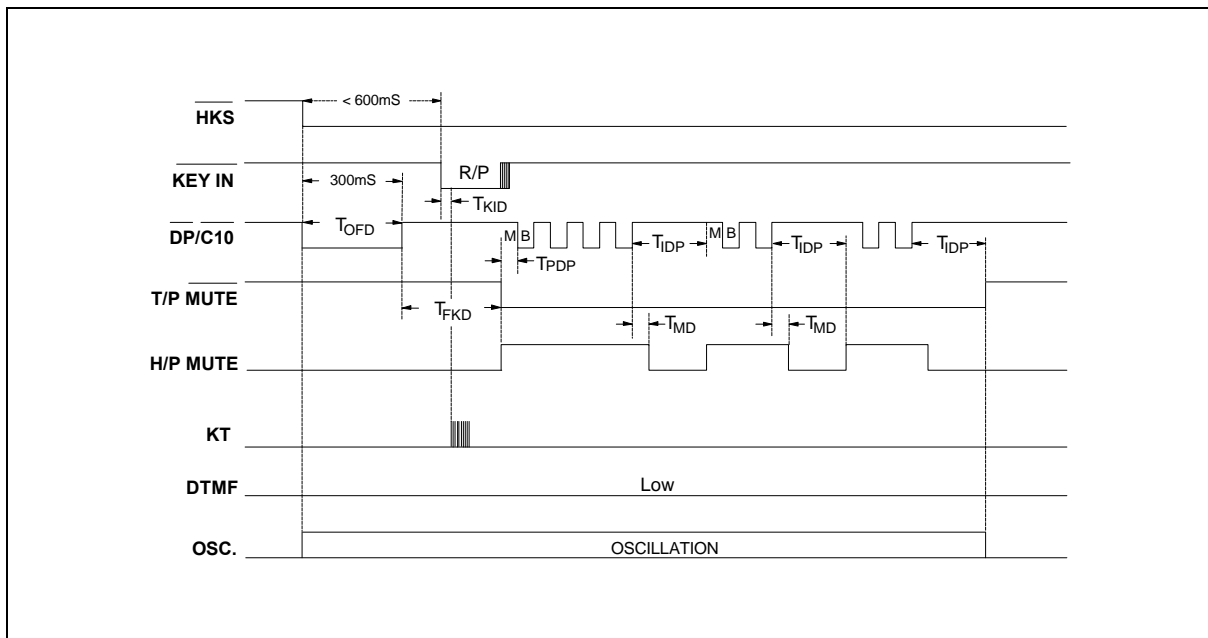 < 600mS
HKS
KEY IN
R/P
300mS
TKID
DP/C10
TOFD
M B
TIDP
M B
TIDP
TIDP
TPDP
T/P MUTE
TFKD
TMD
TMD
H/P MUTE
KT
DTMF
Low
OSC.
OSCILLATION